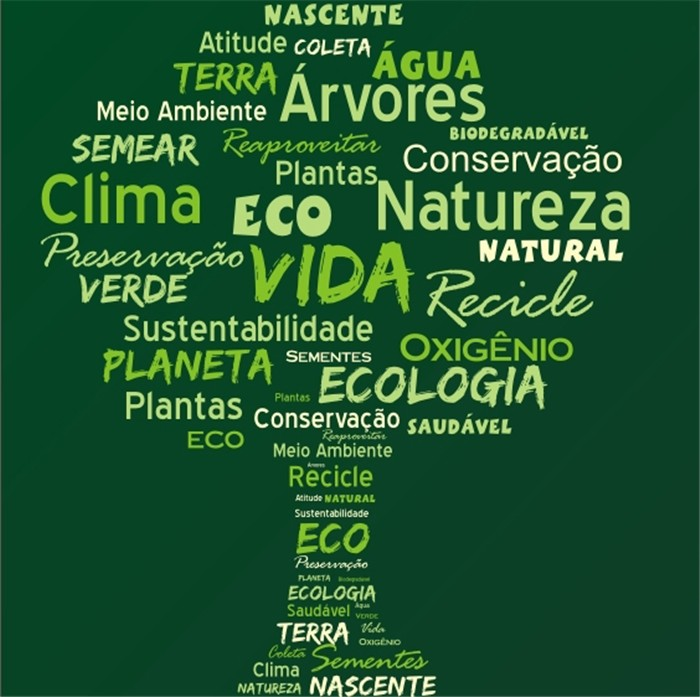 NASCENTE
Atitude COLETA
TERRA ÁGUA
Meio Ambiente Árvores
SEMEAR Reaproveitar BIODEGRADÁVEL
Plantas Conservação
Clima ECO Natureza
Preservação VIDA NATURAL
VERDE Recicle
Sustentabilidade OXIGÊNIO
PLANETA SEMENTES ECOLOGIA
Plantas Plantas Conservação SAUDÁVEL
ECO Reaproveitar
Meio Ambiente
Árvores
Recicle
Atitude NATURAL
Sustentabilidade
ECO
Preservação
PLANETA Biodegradável
ECOLOGIA
Saudável Água
VERDE
TERRA Vida
OXIGÊNIO
Coleta Sementes
Clima
NATUREZA NASCENTE